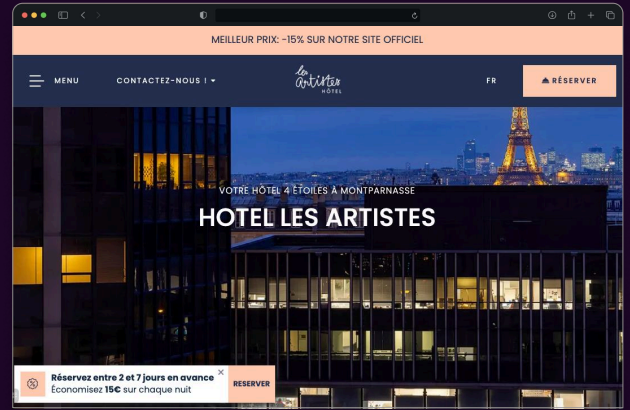 MEILLEUR PRIX: -15% SUR NOTRE SITE OFFICIEL
MENU
CONTACTEZ-NOUS !
les artistes
HÔTEL
FR
RÉSERVER
VOTRE HÔTEL 4 ÉTOILES À MONTPARNASSE
HOTEL LES ARTISTES
Réservez entre 2 et 7 jours en avance
Économisez 15€ sur chaque nuit
RESERVER